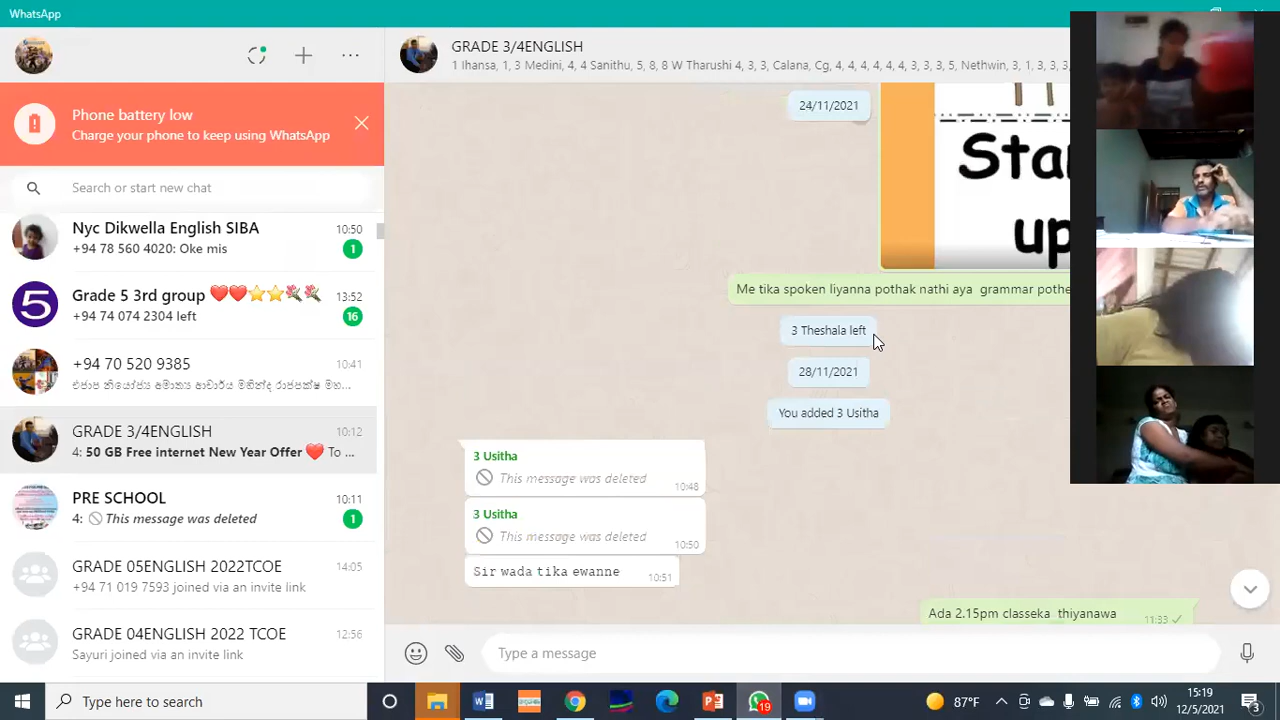 WhatsApp
GRADE 3/4ENGLISH
1 Ihansa, 1, 3 Medini, 4, 4 Sanithu, 5, 8, 8 W Tharushi 4, 3, 3, Calana, Cg, 4, 4, 4, 4, 4, 4, 3, 3, 3, 5, Nethwin, 3, 1, 3, 3, 3,
Phone battery low
Charge your phone to keep using WhatsApp
Search or start new chat
Nyc Dikwella English SIBA 10:50
+94 78 560 4020: Oke mis 1
5 Grade 5 3rd group ❤️❤️⭐⭐💐💐 13:52
+94 74 074 2304 left 16
+94 70 520 9385 10:41
GRADE 3/4ENGLISH 10:12
4: 50 GB Free internet New Year Offer ❤️ To ...
PRE SCHOOL 10:11
4: This message was deleted 1
GRADE 05ENGLISH 2022TCOE 14:05
+94 71 019 7593 joined via an invite link
GRADE 04ENGLISH 2022 TCOE 12:56
Sayuri joined via an invite link
24/11/2021
up
Me tika spoken liyanna pothak nathi aya grammar pothe
3 Theshala left
28/11/2021
You added 3 Usitha
3 Usitha
This message was deleted 10:48
3 Usitha
This message was deleted 10:50
Sir wada tika ewanne 10:51
Ada 2.15pm classeka thiyanawa 11:33
Type a message
Type here to search
19
87°F
15:19
12/5/2021
3